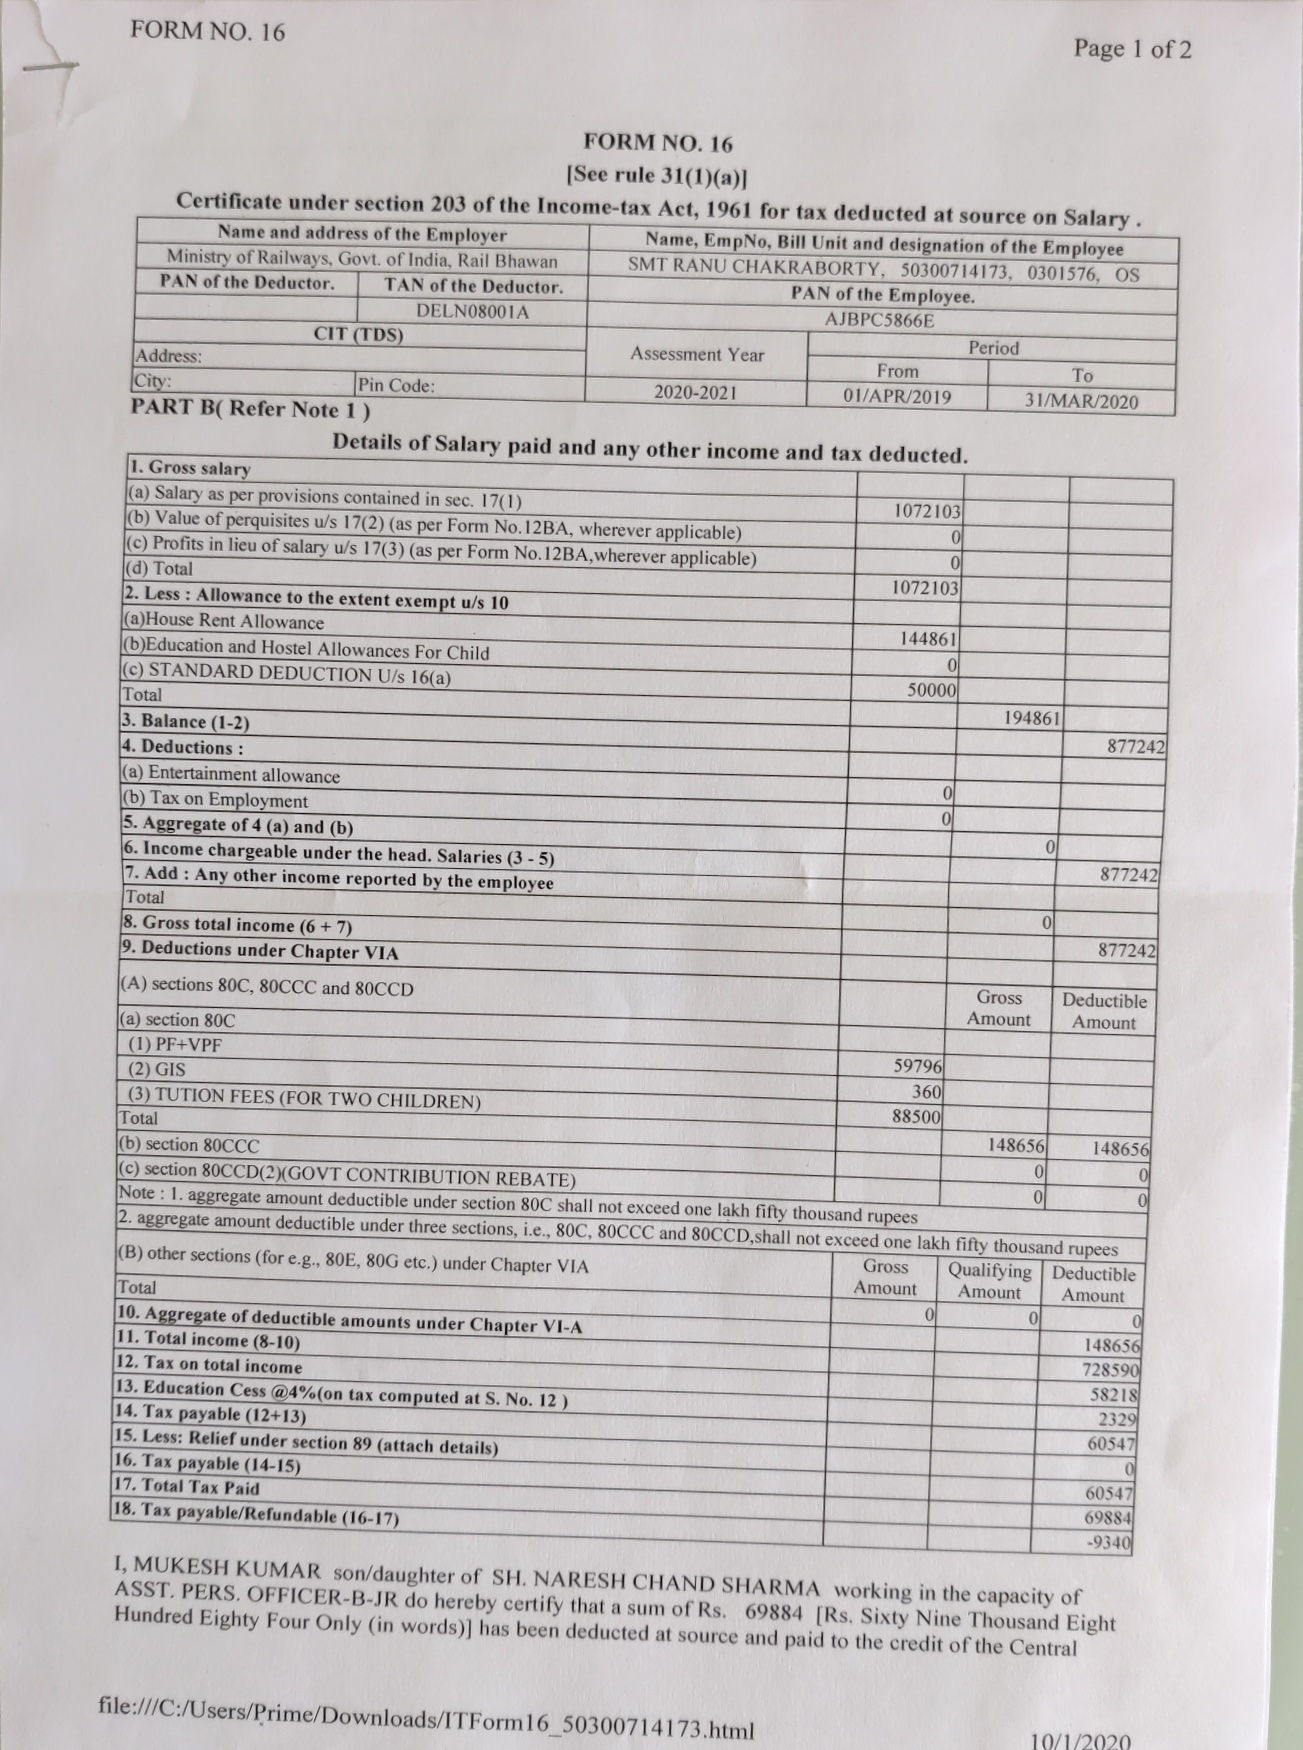 FORM NO. 16
Page 1 of 2
FORM NO. 16
[See rule 31(1)(a)]
Certificate under section 203 of the Income-tax Act, 1961 for tax deducted at source on Salary .
Name and address of the Employer Name, EmpNo, Bill Unit and designation of the Employee
Ministry of Railways, Govt. of India, Rail Bhawan SMT RANU CHAKRABORTY, 50300714173, 0301576, OS
PAN of the Deductor. TAN of the Deductor. PAN of the Employee.
DELN08001A AJBPC5866E
CIT (TDS) Assessment Year Period
Address: From To
City: Pin Code: 2020-2021 01/APR/2019 31/MAR/2020
PART B( Refer Note 1 )
Details of Salary paid and any other income and tax deducted.
1. Gross salary
(a) Salary as per provisions contained in sec. 17(1) 1072103
(b) Value of perquisites u/s 17(2) (as per Form No.12BA, wherever applicable) 0
(c) Profits in lieu of salary u/s 17(3) (as per Form No.12BA,wherever applicable) 0
(d) Total 1072103
2. Less : Allowance to the extent exempt u/s 10
(a)House Rent Allowance 144861
(b)Education and Hostel Allowances For Child 0
(c) STANDARD DEDUCTION U/s 16(a) 50000
Total 194861
3. Balance (1-2) 877242
4. Deductions :
(a) Entertainment allowance 0
(b) Tax on Employment 0
5. Aggregate of 4 (a) and (b) 0
6. Income chargeable under the head. Salaries (3 - 5) 877242
7. Add : Any other income reported by the employee
Total 0
8. Gross total income (6 + 7) 877242
9. Deductions under Chapter VIA
(A) sections 80C, 80CCC and 80CCD Gross Amount Deductible Amount
(a) section 80C
(1) PF+VPF 59796
(2) GIS 360
(3) TUTION FEES (FOR TWO CHILDREN) 88500
Total 148656 148656
(b) section 80CCC 0 0
(c) section 80CCD(2)(GOVT CONTRIBUTION REBATE) 0 0
Note : 1. aggregate amount deductible under section 80C shall not exceed one lakh fifty thousand rupees
2. aggregate amount deductible under three sections, i.e., 80C, 80CCC and 80CCD,shall not exceed one lakh fifty thousand rupees
(B) other sections (for e.g., 80E, 80G etc.) under Chapter VIA Gross Amount Qualifying Amount Deductible Amount
Total 0 0 0
10. Aggregate of deductible amounts under Chapter VI-A 148656
11. Total income (8-10) 728590
12. Tax on total income 58218
13. Education Cess @4%(on tax computed at S. No. 12 ) 2329
14. Tax payable (12+13) 60547
15. Less: Relief under section 89 (attach details) 0
16. Tax payable (14-15) 60547
17. Total Tax Paid 69884
18. Tax payable/Refundable (16-17) -9340
I, MUKESH KUMAR son/daughter of SH. NARESH CHAND SHARMA working in the capacity of
ASST. PERS. OFFICER-B-JR do hereby certify that a sum of Rs. 69884 [Rs. Sixty Nine Thousand Eight
Hundred Eighty Four Only (in words)] has been deducted at source and paid to the credit of the Central
file:///C:/Users/Prime/Downloads/ITForm16_50300714173.html
10/1/2020